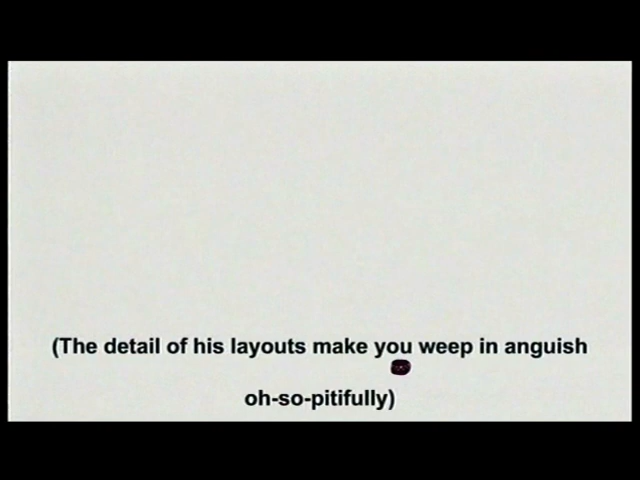 (The detail of his layouts make you weep in anguish
oh-so-pitifully)